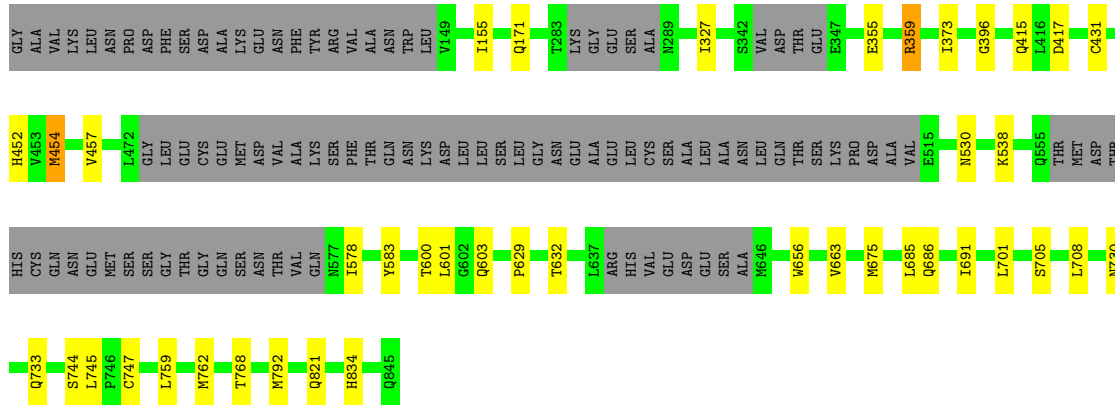 GLY ALA VAL LYS LEU ASN PRO ASP PHE SER ASP ALA LYS GLU ASN PHE TYR ARG VAL ALA ASN TRP LEU V149 I155 Q171 T283 LYS GLY GLU SER ALA N289 I327 S342 VAL ASP THR GLU E347 E355 R359 I373 G396 Q415 L416 D417 C431
H452 V453 M454 V457 L472 GLY LEU GLU CYS GLU MET ASP VAL ALA LYS SER PHE THR GLN ASN LYS ASP LEU LEU SER LEU GLY ASN GLU ALA GLU LEU CYS SER ALA LEU ALA ASN LEU GLN THR SER LYS PRO ASP ALA VAL E515 N530 K538 Q555 THR MET ASP THR
HIS CYS GLN ASN GLU MET SER SER GLY THR GLY GLN SER ASN THR VAL GLN N577 I578 Y583 T600 L601 G602 Q603 P629 T632 L637 ARG HIS VAL GLU ASP GLU SER ALA M646 W656 V663 M675 L685 Q686 I691 L701 S705 L708
Q733 S744 L745 P746 C747 L759 M762 T768 M792 Q821 H834 Q845